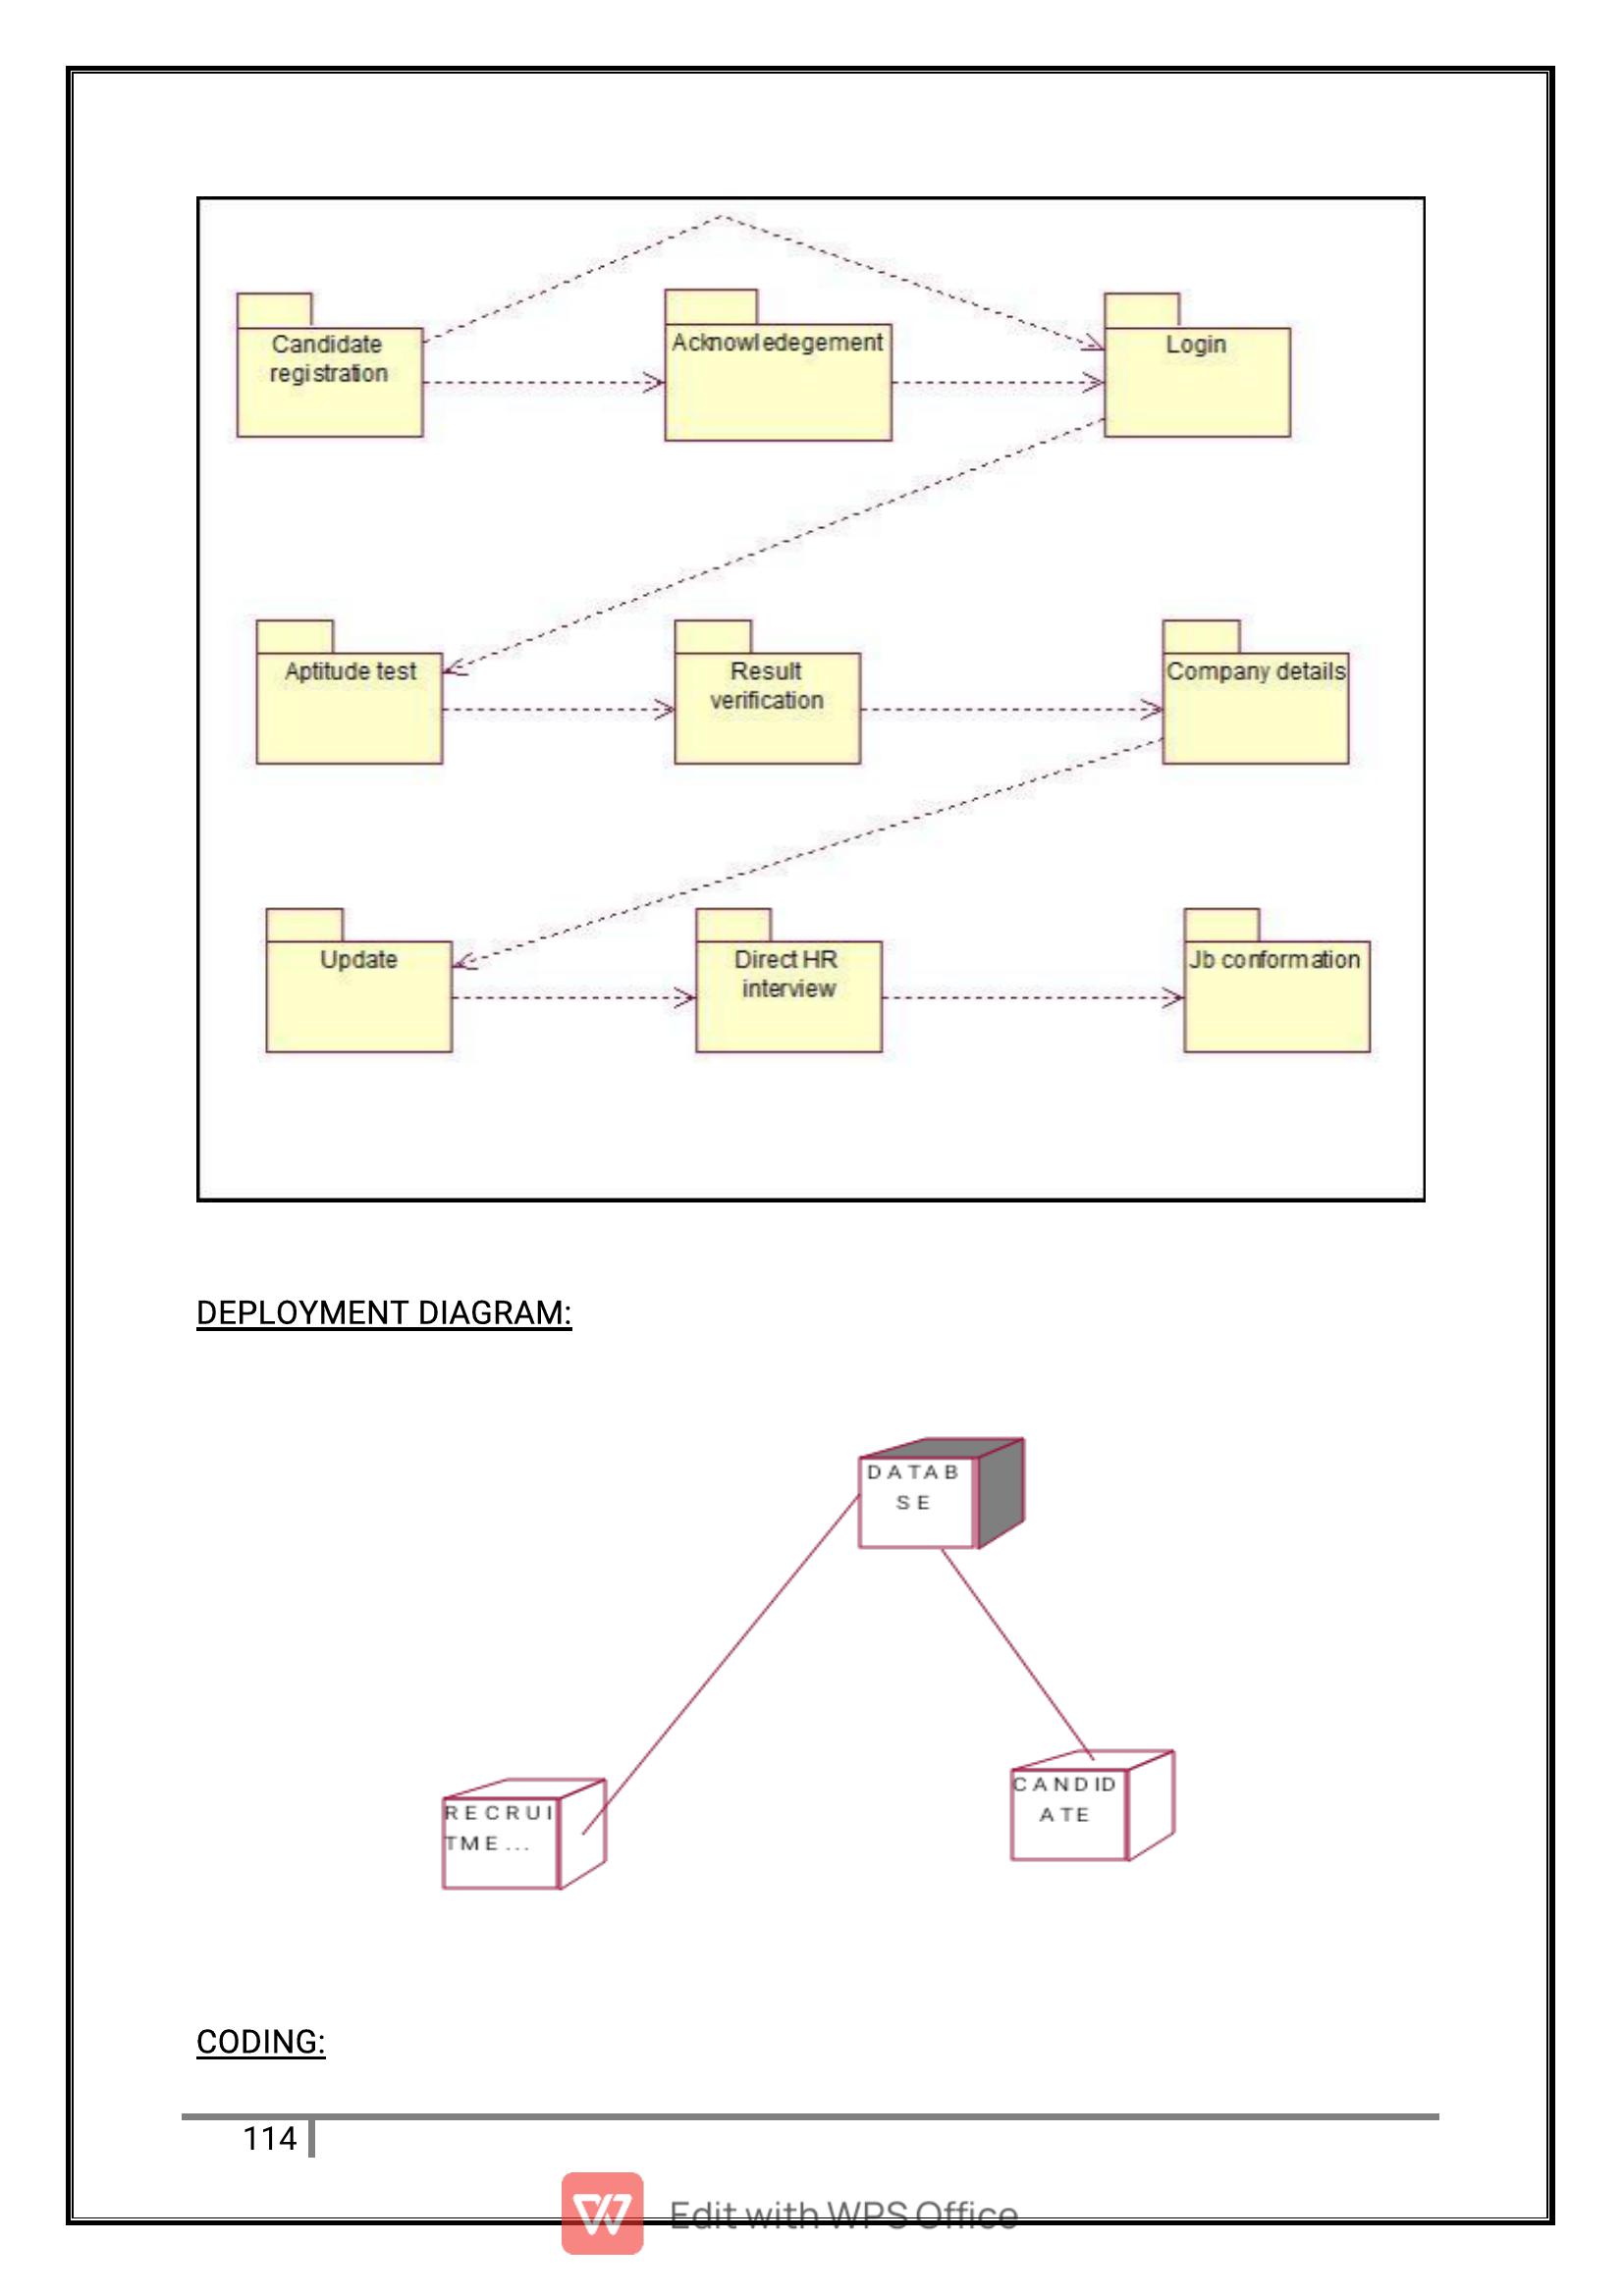 Candidate
registration
Acknowledegement
Login
Aptitude test
Result
verification
Company details
Update
Direct HR
interview
Jb conformation
DEPLOYMENT DIAGRAM:
DATAB
SE
RECRUI
TME...
CANDID
ATE
CODING:
114
Edit with WPS Office